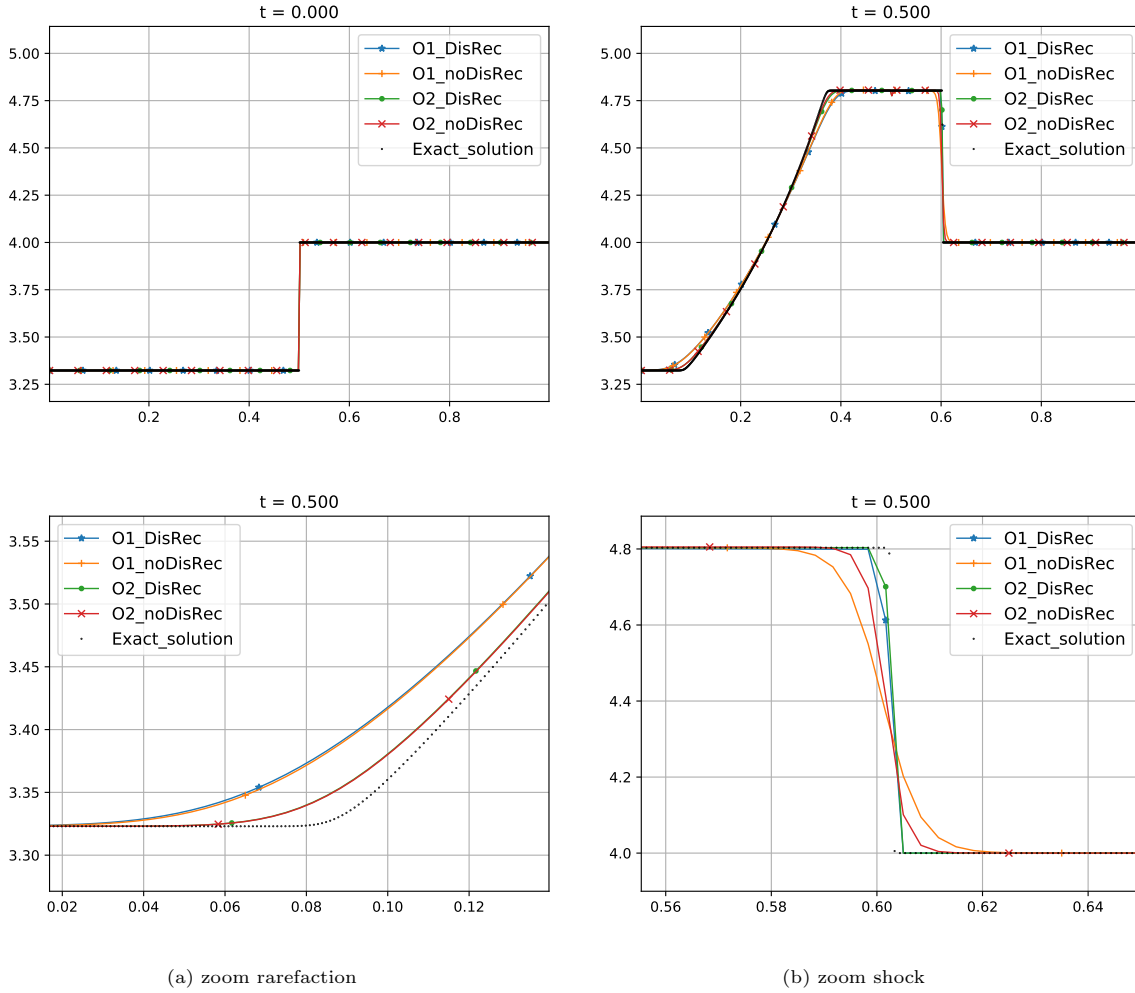 t = 0.000
5.00
4.75
4.50
4.25
4.00
3.75
3.50
3.25
0.2
0.4
0.6
0.8
O1_DisRec
O1_noDisRec
O2_DisRec
O2_noDisRec
Exact_solution
t = 0.500
5.00
4.75
4.50
4.25
4.00
3.75
3.50
3.25
0.2
0.4
0.6
0.8
O1_DisRec
O1_noDisRec
O2_DisRec
O2_noDisRec
Exact_solution
t = 0.500
3.55
3.50
3.45
3.40
3.35
3.30
0.02
0.04
0.06
0.08
0.10
0.12
O1_DisRec
O1_noDisRec
O2_DisRec
O2_noDisRec
Exact_solution
t = 0.500
4.8
4.6
4.4
4.2
4.0
0.56
0.58
0.60
0.62
0.64
O1_DisRec
O1_noDisRec
O2_DisRec
O2_noDisRec
Exact_solution
(a) zoom rarefaction
(b) zoom shock